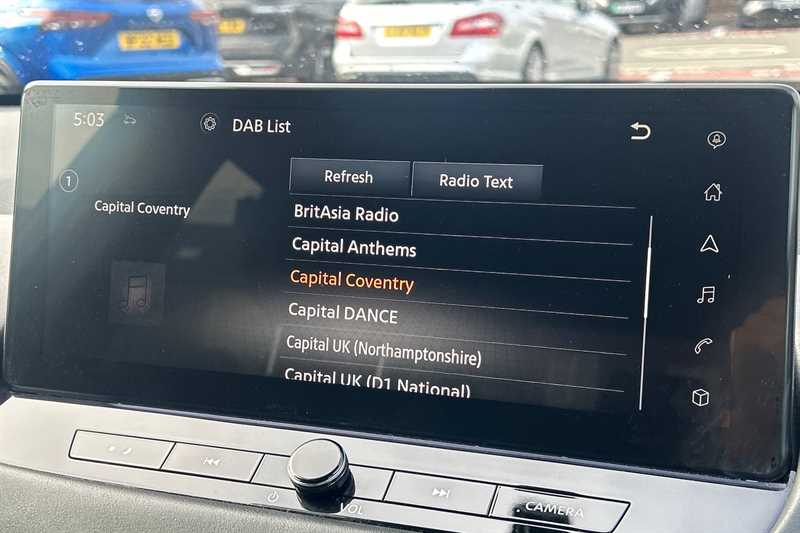 5:03
DAB List
Refresh
Radio Text
1
Capital Coventry
BritAsia Radio
Capital Anthems
Capital Coventry
Capital DANCE
Capital UK (Northamptonshire)
Capital UK (D1 National)
VOL
CAMERA